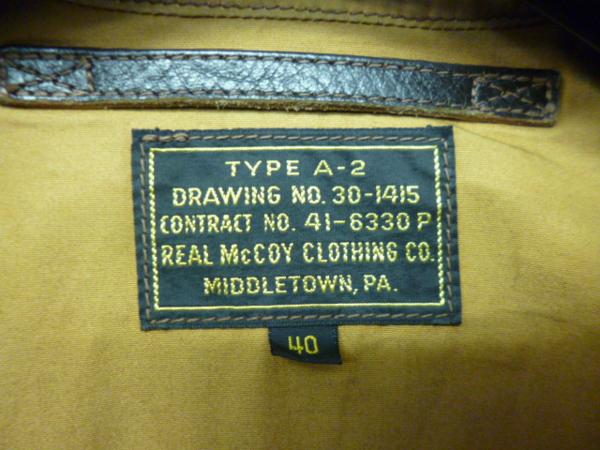 TYPE A-2
DRAWING NO. 30-1415
CONTRACT NO. 41-6330 P
REAL McCOY CLOTHING CO.
MIDDLETOWN, PA.
40